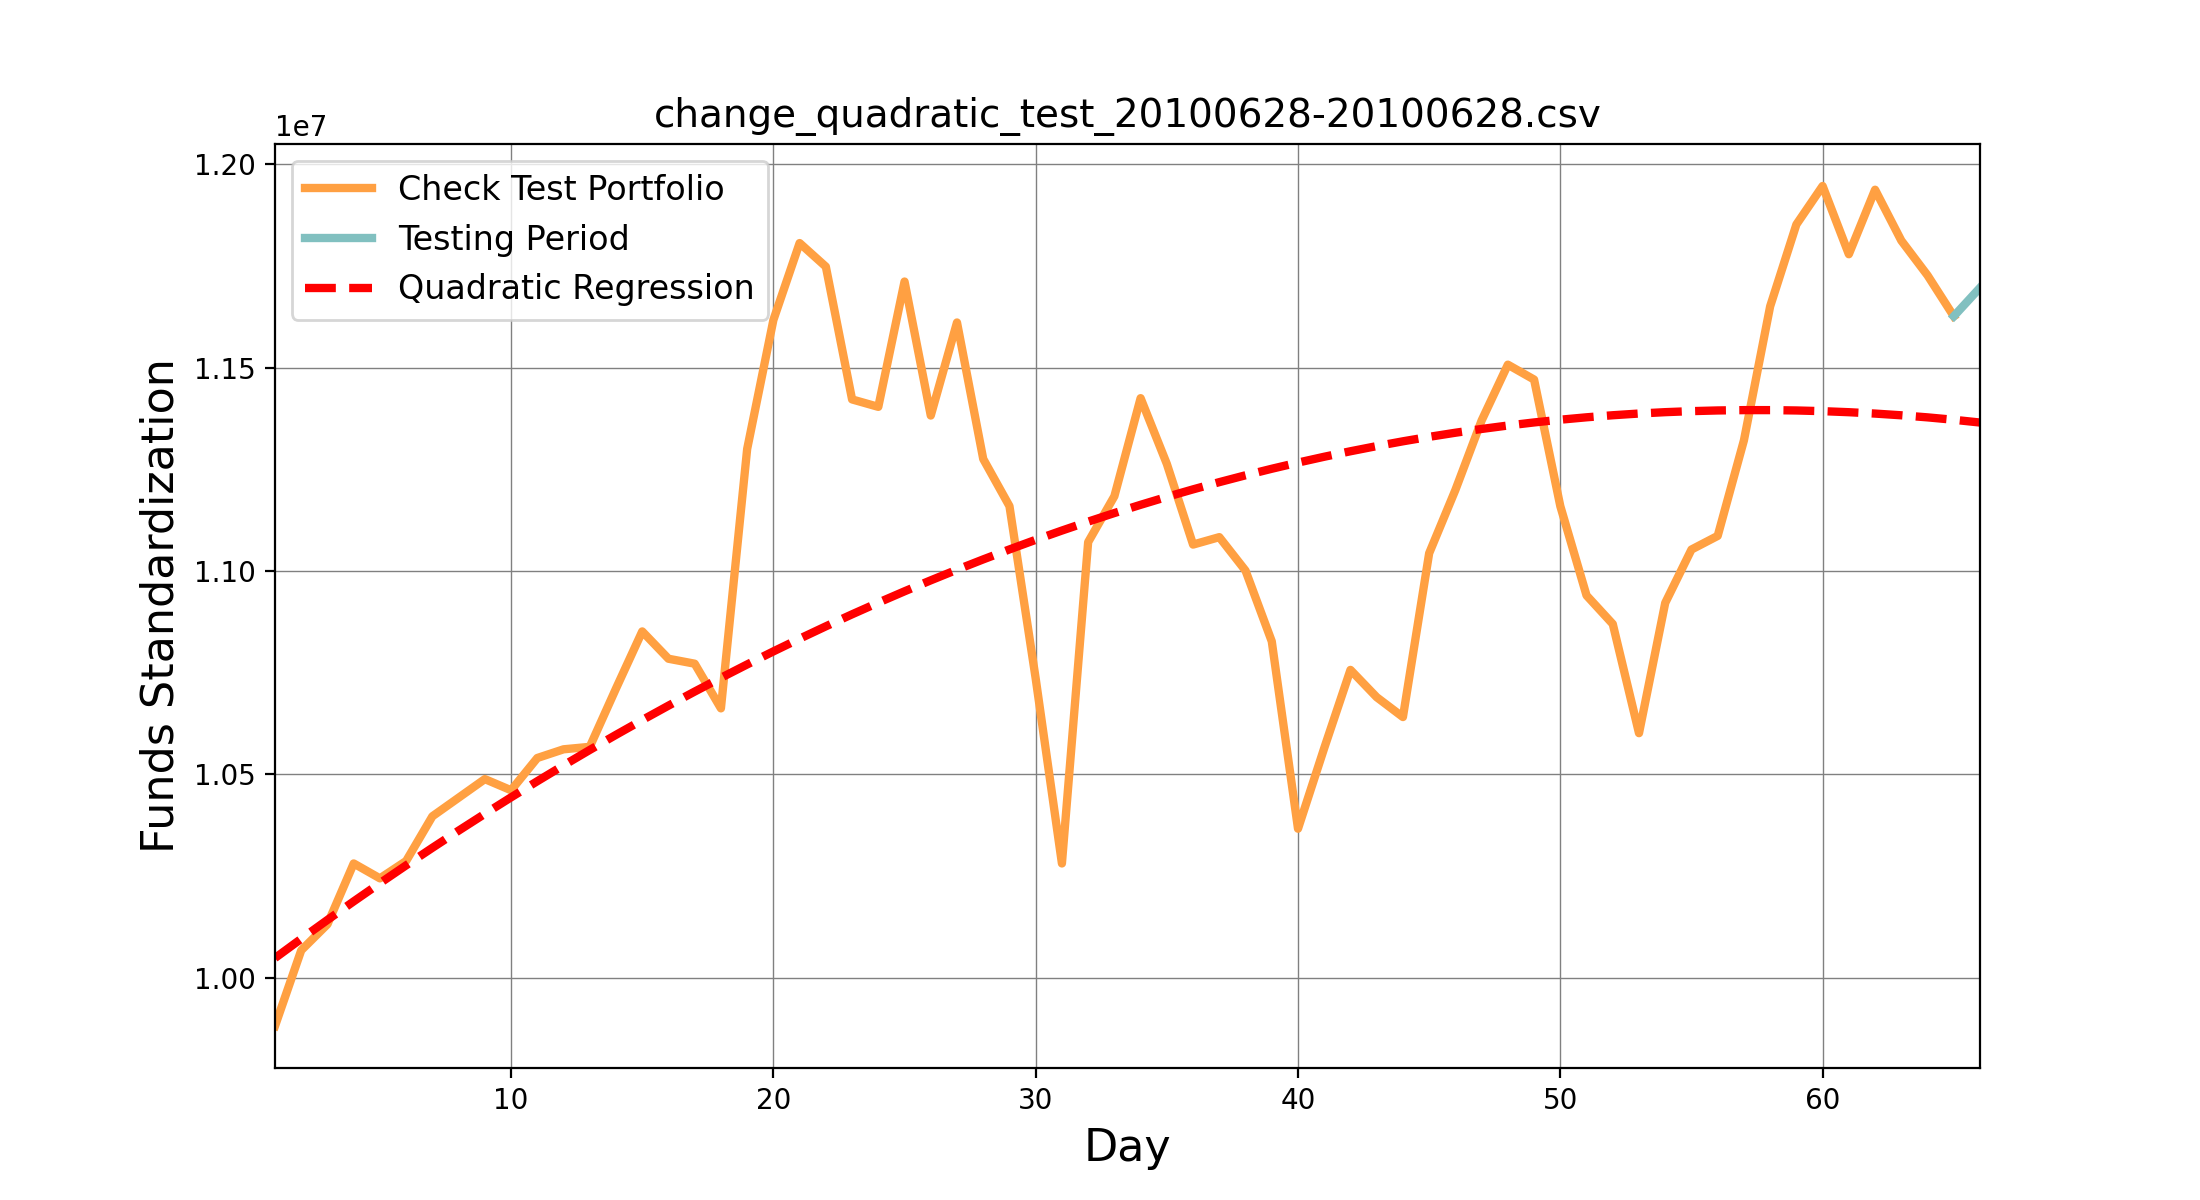 change_quadratic_test_20100628-20100628.csv
1e7
Check Test Portfolio
Testing Period
Quadratic Regression
1.20
1.15
1.10
1.05
1.00
Funds Standardization
10 20 30 40 50 60
Day